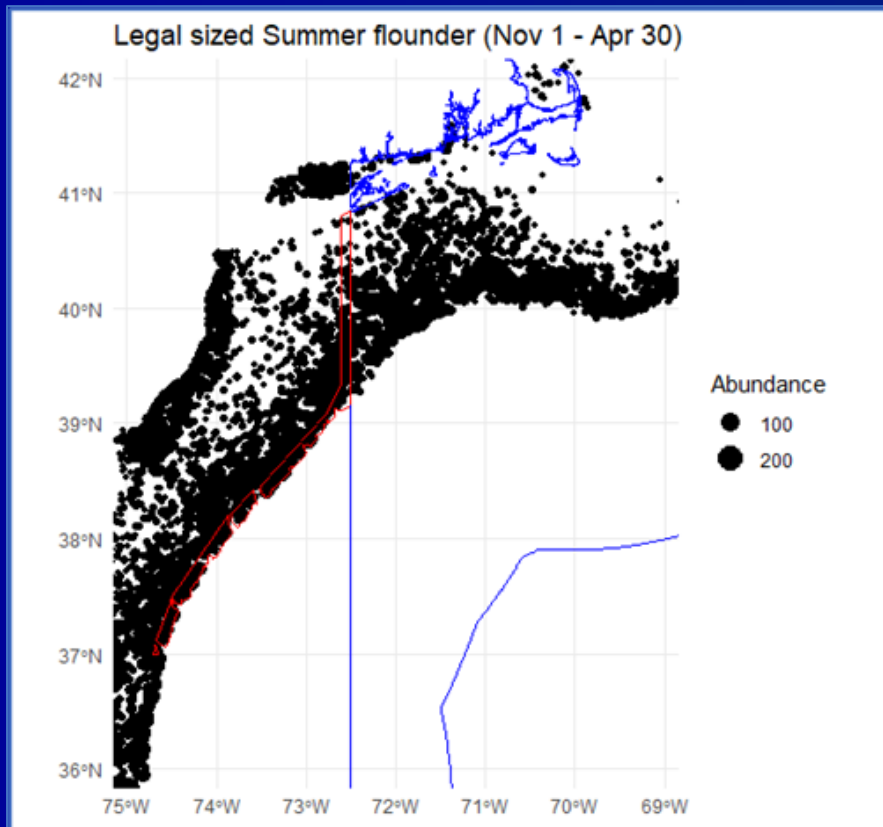 Legal sized Summer flounder (Nov 1 - Apr 30)
42°N
41°N
40°N
39°N
38°N
37°N
36°N
75°W 74°W 73°W 72°W 71°W 70°W 69°W
Abundance
100
200